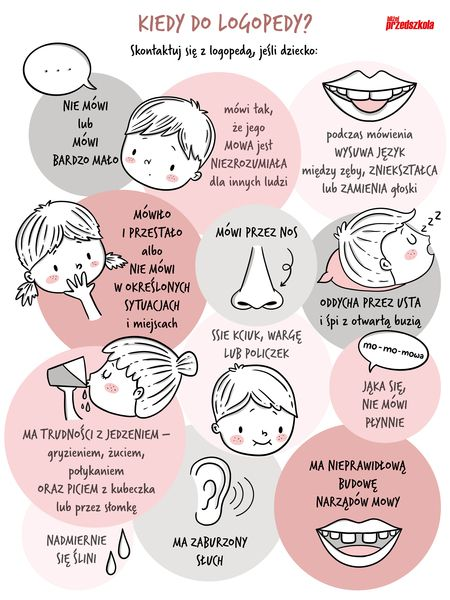 KIEDY DO LOGOPEDY?
bliżej
przedszkola
Skontaktuj się z logopedą, jeśli dziecko:
...
NIE MÓWI
lub
MÓWI
BARDZO MAŁO
mówi tak,
że jego
MOWA jest
NIEZROZUMIAŁA
dla innych ludzi
podczas mówienia
WYSUWA JĘZYK
między zęby, ZNIEKSZTAŁCA
lub ZAMIENIA głoski
MÓWIŁO
I PRZESTAŁO
albo
NIE MÓWI
W OKREŚLONYCH
SYTUACJACH
i miejscach
MÓWI PRZEZ NOS
z z z
ODDYCHA PRZEZ USTA
i śpi z otwartą buzią
SSIE KCIUK, WARGĘ
LUB POLICZEK
mo-mo-mowa
JĄKA SIĘ,
NIE MÓWI
PŁYNNIE
MA TRUDNOŚCI Z JEDZENIEM –
gryzieniem, żuciem,
połykaniem
ORAZ PICIEM z kubeczka
lub przez słomkę
MA NIEPRAWIDŁOWĄ
BUDOWĘ
NARZĄDÓW MOWY
NADMIERNIE
SIĘ ŚLINI
MA ZABURZONY
SŁUCH